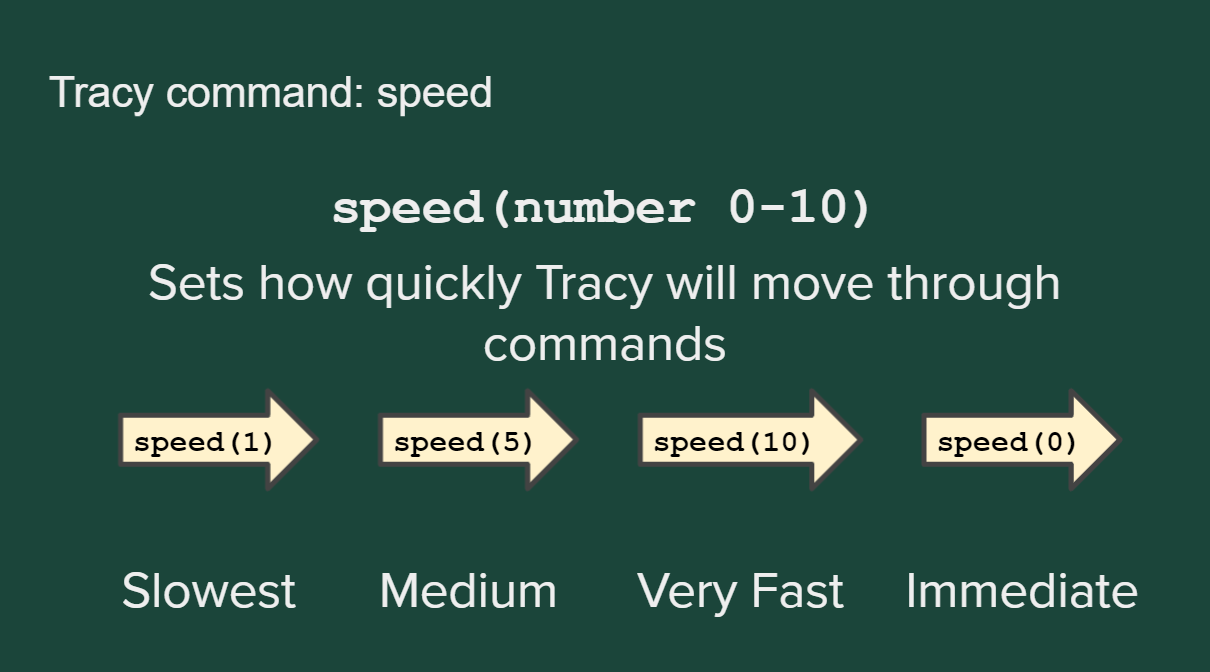 Tracy command: speed
speed(number 0-10)
Sets how quickly Tracy will move through
commands
speed(1) speed(5) speed(10) speed(0)
Slowest Medium Very Fast Immediate